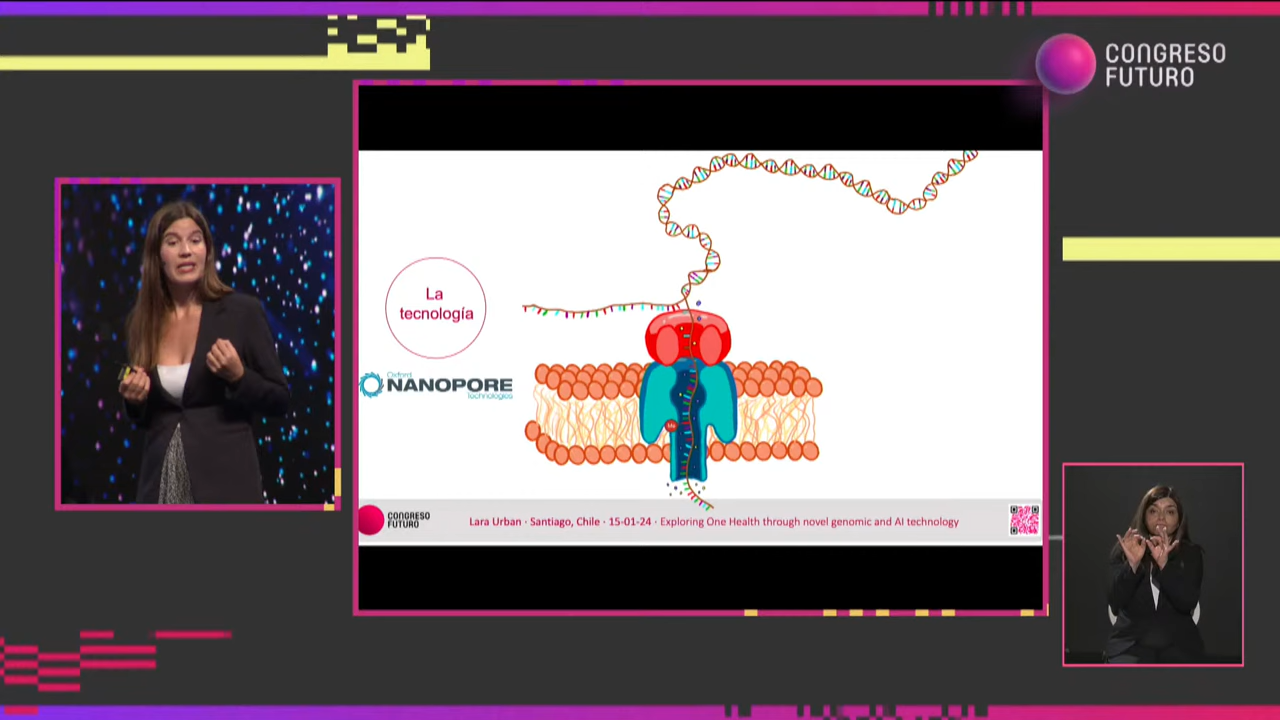 CONGRESO
FUTURO
La
tecnología
Oxford
NANOPORE
Technologies
Me
CONGRESO
FUTURO
Lara Urban · Santiago, Chile · 15-01-24 · Exploring One Health through novel genomic and AI technology